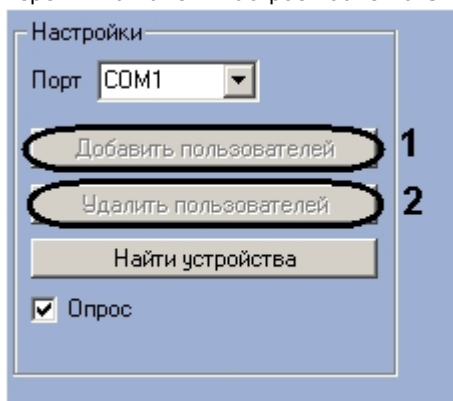 Настройки
Порт COM1
Добавить пользователей 1
Удалить пользователей 2
Найти устройства
Опрос